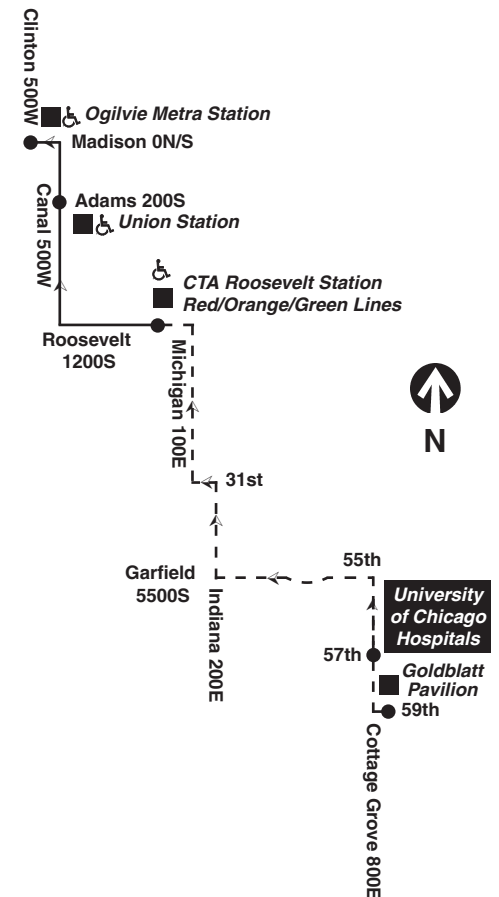 Clinton 500W
Ogilvie Metra Station
Madison 0N/S
Canal 500W
Adams 200S
Union Station
CTA Roosevelt Station
Red/Orange/Green Lines
Roosevelt
1200S
Michigan 100E
N
31st
Garfield
5500S
Indiana 200E
55th
University
of Chicago
Hospitals
57th
Goldblatt
Pavilion
59th
Cottage Grove 800E